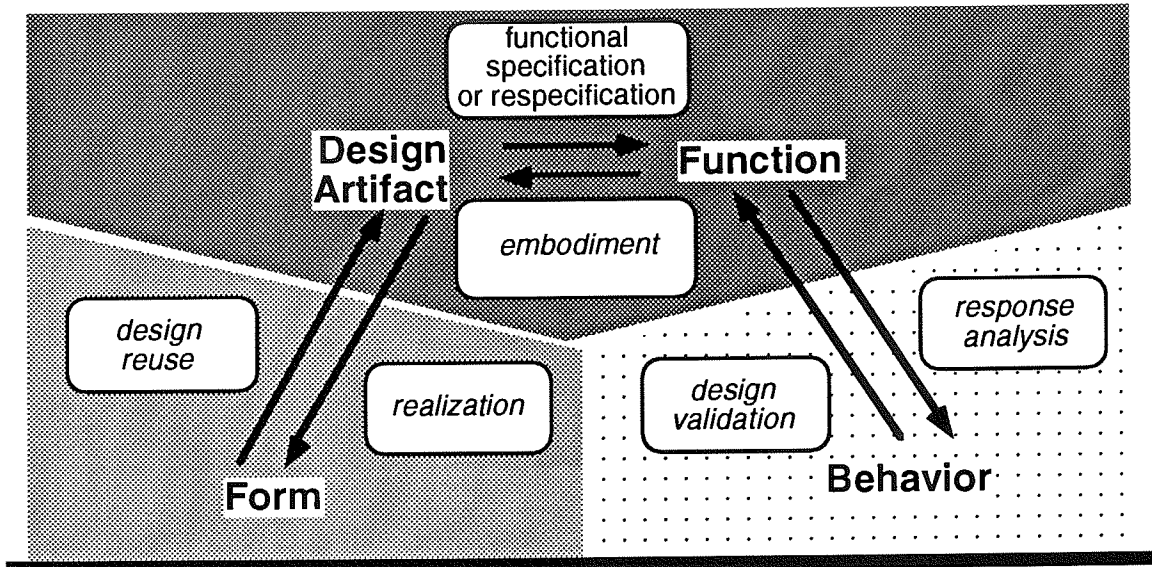 functional
specification
or respecification
Design
Artifact
Function
embodiment
design
reuse
realization
response
analysis
design
validation
Form
Behavior